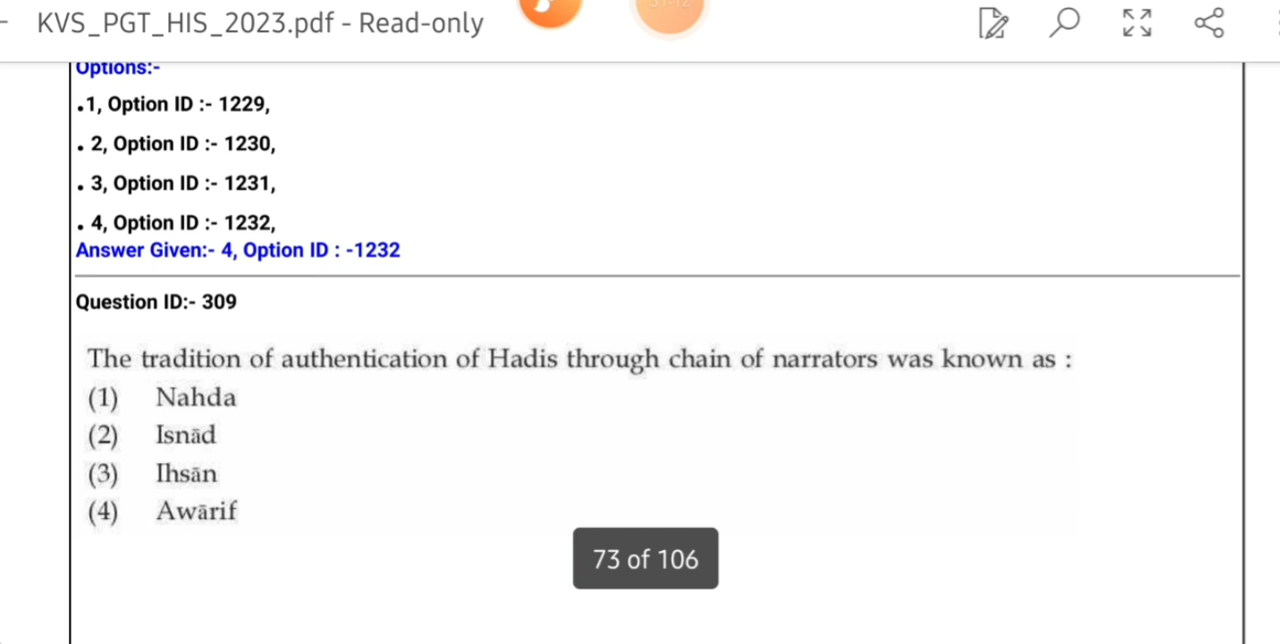 KVS_PGT_HIS_2023.pdf - Read-only
Options:-
.1, Option ID :- 1229,
. 2, Option ID :- 1230,
. 3, Option ID :- 1231,
. 4, Option ID :- 1232,
Answer Given:- 4, Option ID : -1232
Question ID:- 309
The tradition of authentication of Hadis through chain of narrators was known as :
(1) Nahda
(2) Isnād
(3) Ihsān
(4) Awārif
73 of 106